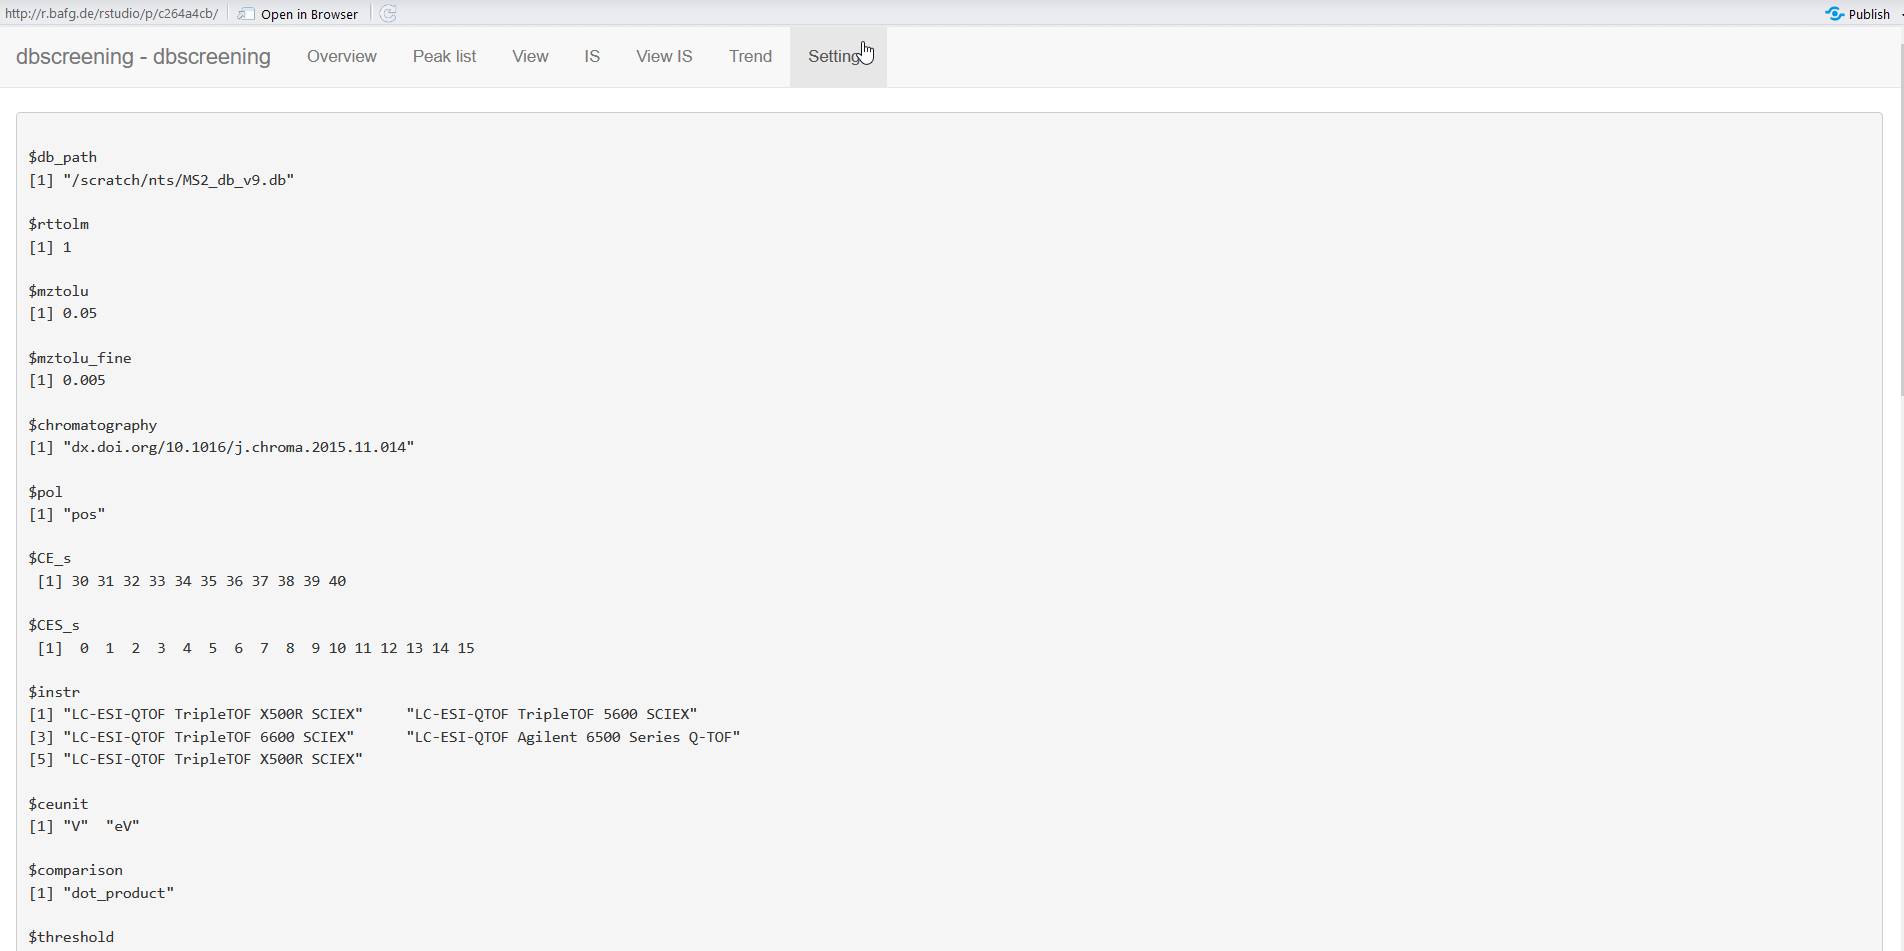 http://r.bafg.de/rstudio/p/c264a4cb/ Open in Browser Publish
dbscreening - dbscreening Overview Peak list View IS View IS Trend Setting
$db_path
[1] "/scratch/nts/MS2_db_v9.db"
$rttolm
[1] 1
$mztolu
[1] 0.05
$mztolu_fine
[1] 0.005
$chromatography
[1] "dx.doi.org/10.1016/j.chroma.2015.11.014"
$pol
[1] "pos"
$CE_s
[1] 30 31 32 33 34 35 36 37 38 39 40
$CES_s
[1] 0 1 2 3 4 5 6 7 8 9 10 11 12 13 14 15
$instr
[1] "LC-ESI-QTOF TripleTOF X500R SCIEX" "LC-ESI-QTOF TripleTOF 5600 SCIEX"
[3] "LC-ESI-QTOF TripleTOF 6600 SCIEX" "LC-ESI-QTOF Agilent 6500 Series Q-TOF"
[5] "LC-ESI-QTOF TripleTOF X500R SCIEX"
$ceunit
[1] "V" "eV"
$comparison
[1] "dot_product"
$threshold